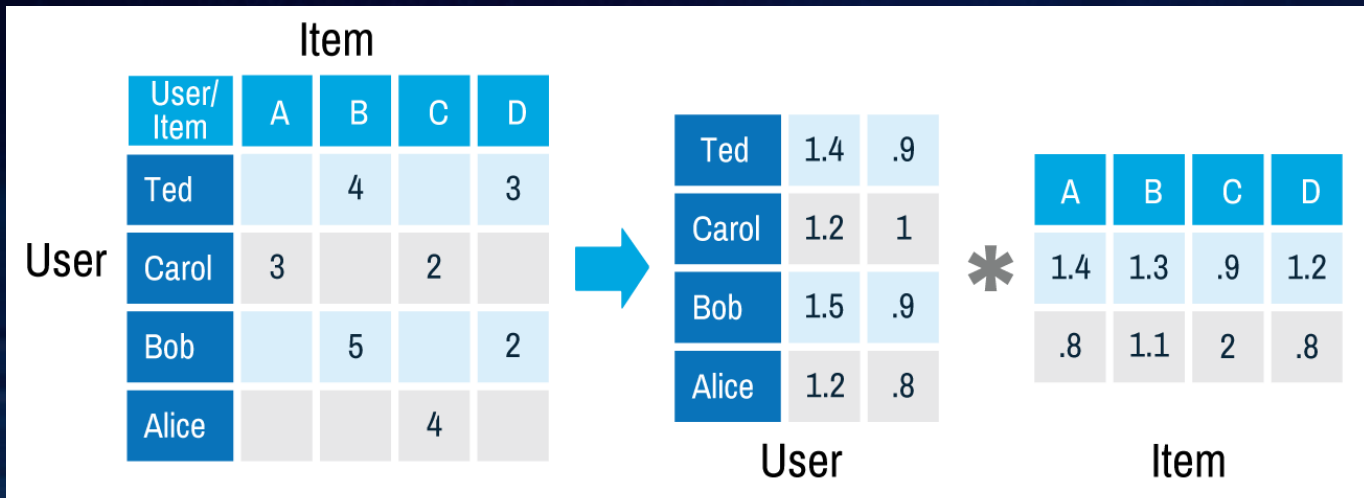 Item
User/
Item A B C D
Ted 4 3
User
Carol 3 2
Bob 5 2
Alice 4
Ted 1.4 .9
Carol 1.2 1
Bob 1.5 .9
Alice 1.2 .8
User
*
A B C D
1.4 1.3 .9 1.2
.8 1.1 2 .8
Item